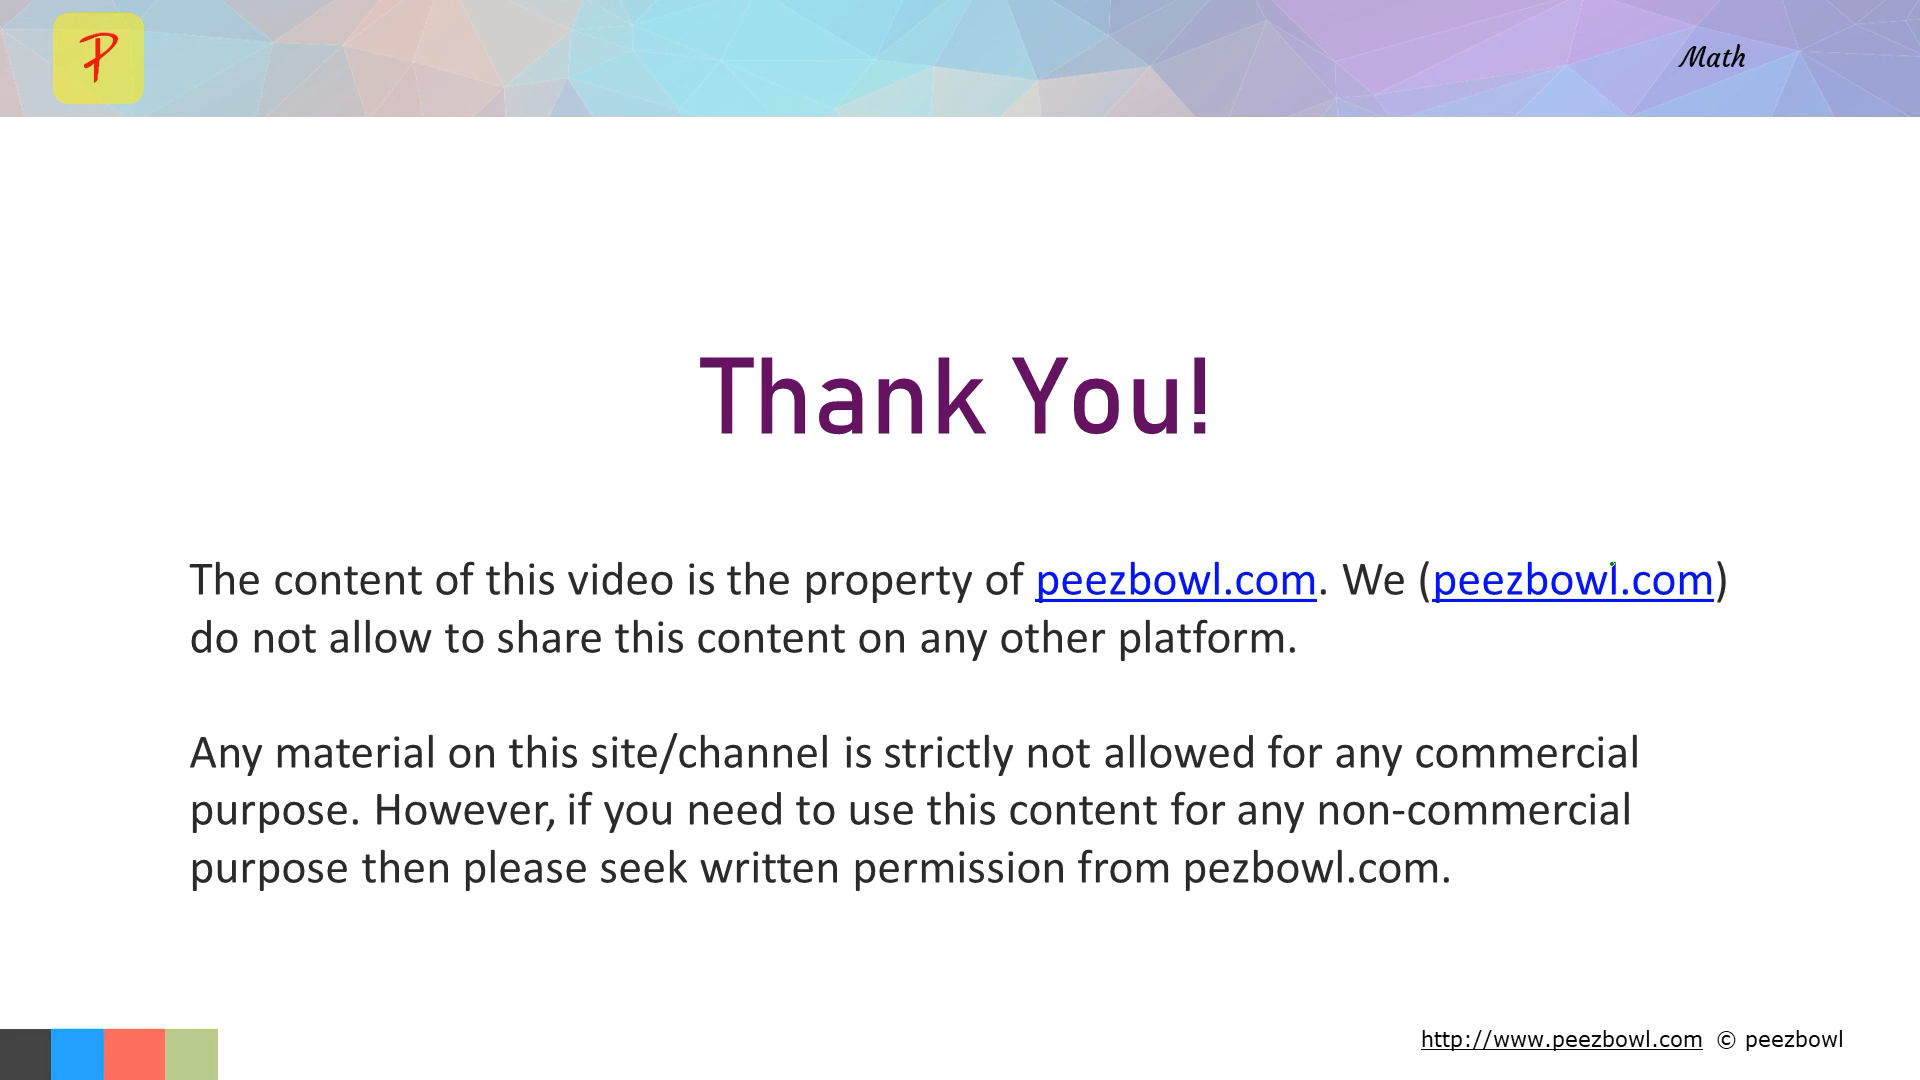 P
Math
Thank You!
The content of this video is the property of peezbowl.com. We (peezbowl.com)
do not allow to share this content on any other platform.
Any material on this site/channel is strictly not allowed for any commercial
purpose. However, if you need to use this content for any non-commercial
purpose then please seek written permission from pezbowl.com.
http://www.peezbowl.com © peezbowl